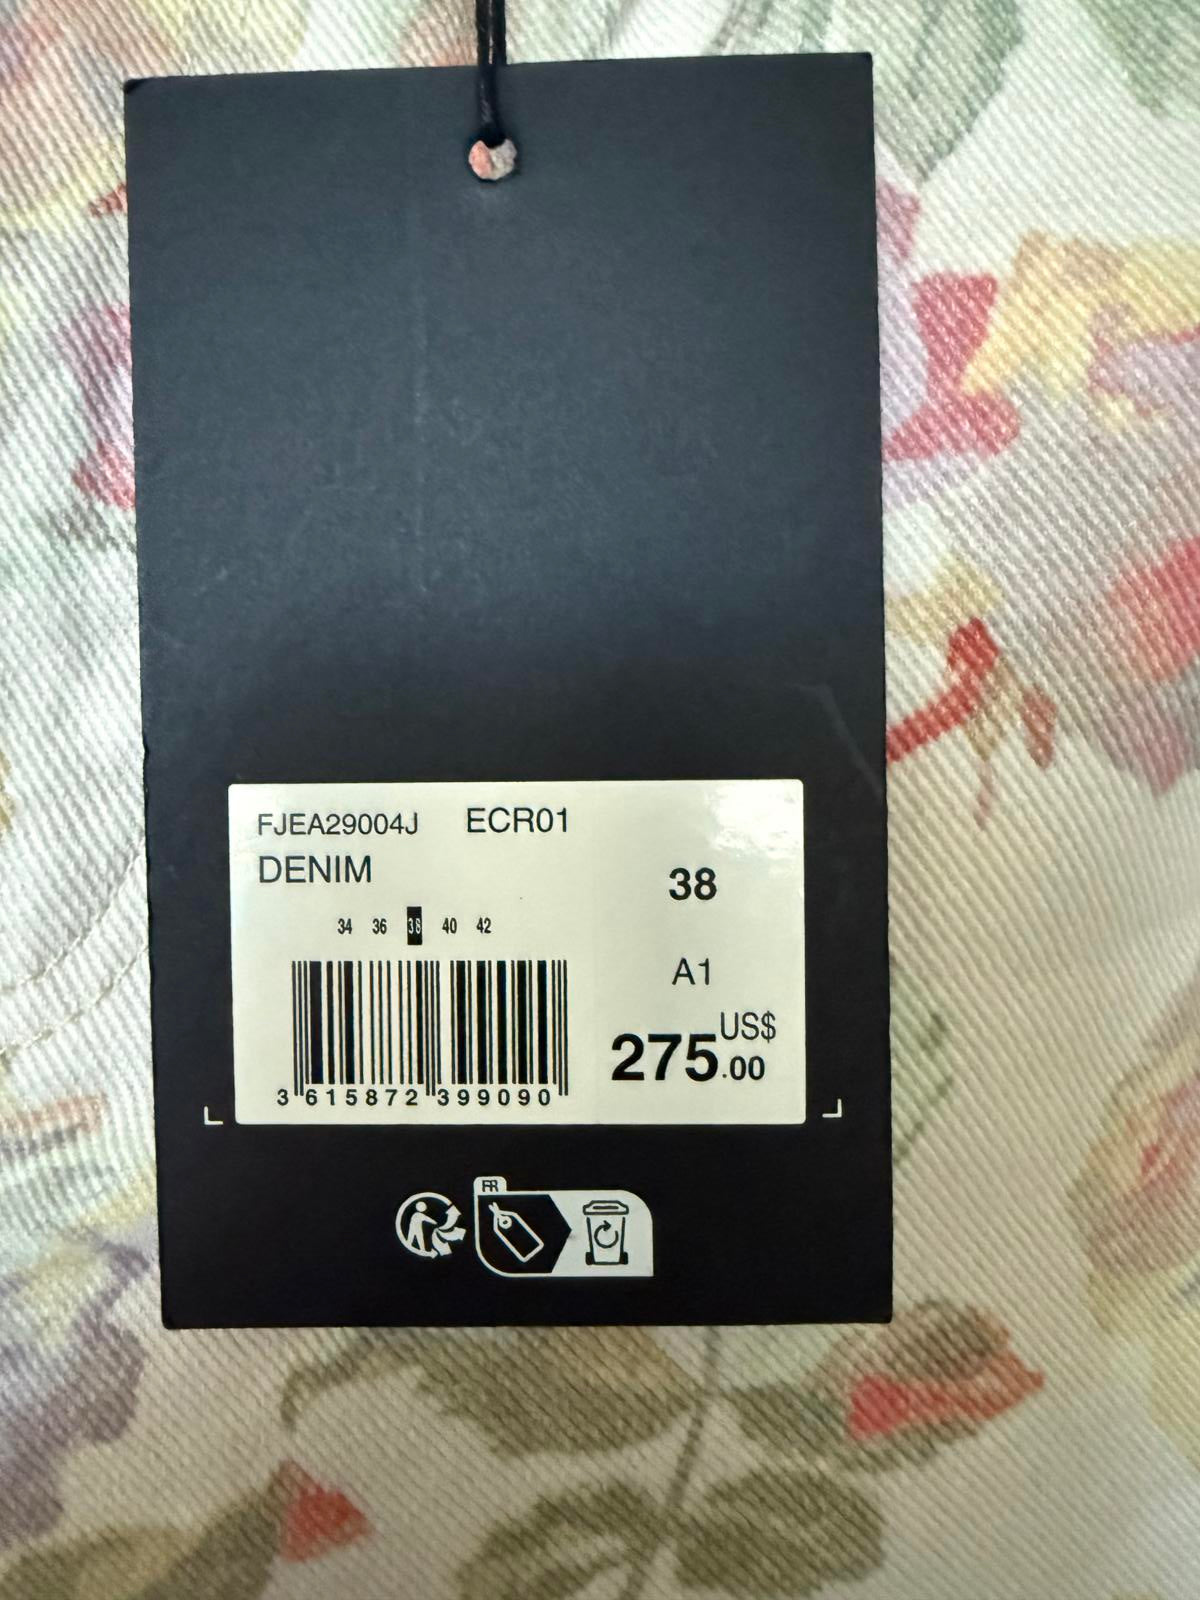 FJEA29004J ECR01
DENIM
38
34 36 38 40 42
A1
US$
275.00
3 615872 399090
FR